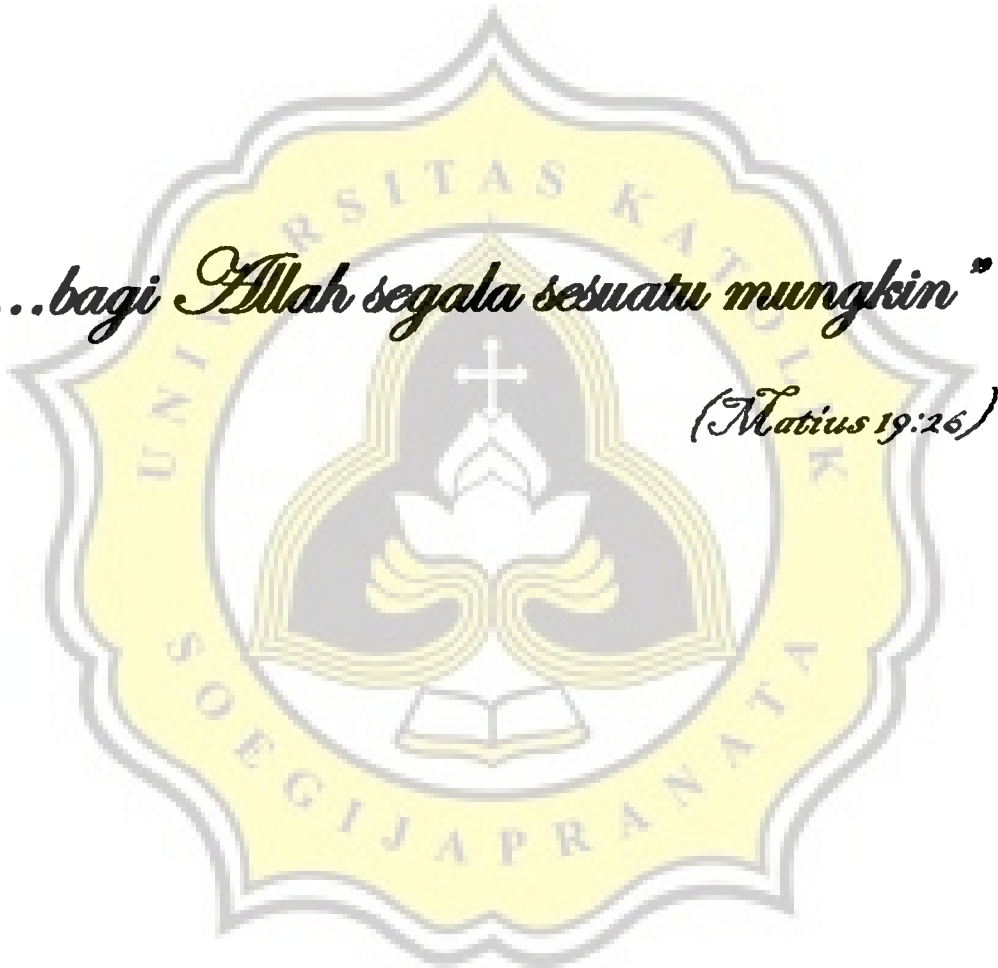 ...bagi Allah segala sesuatu mungkin”
(Matius 19:26)
UNIVERSITAS KATOLIK
SOEGIJAPRANATA